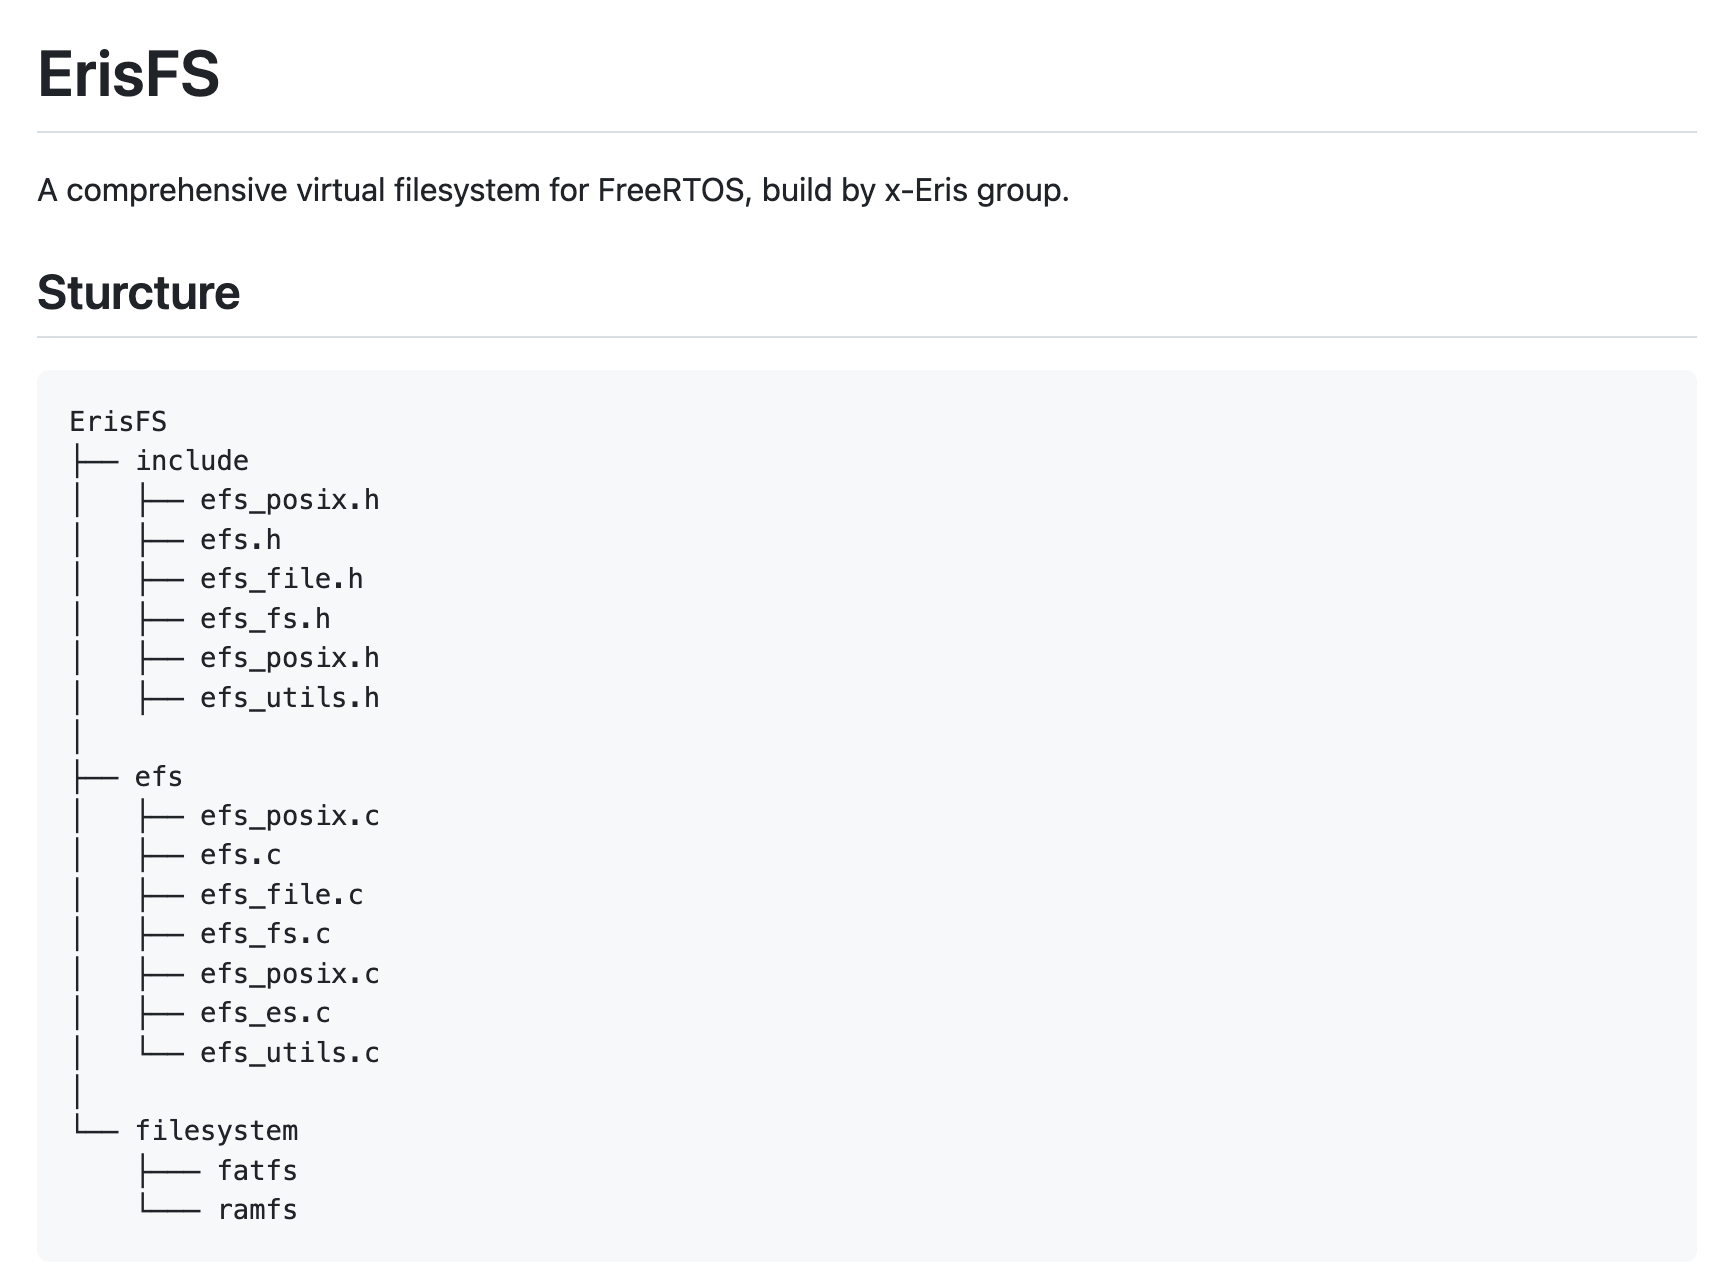 ErisFS
A comprehensive virtual filesystem for FreeRTOS, build by x-Eris group.
Sturcture
ErisFS
├── include
│   ├── efs_posix.h
│   ├── efs.h
│   ├── efs_file.h
│   ├── efs_fs.h
│   ├── efs_posix.h
│   ├── efs_utils.h
│
├── efs
│   ├── efs_posix.c
│   ├── efs.c
│   ├── efs_file.c
│   ├── efs_fs.c
│   ├── efs_posix.c
│   ├── efs_es.c
│   └── efs_utils.c
│
└── filesystem
    ├─── fatfs
    └─── ramfs